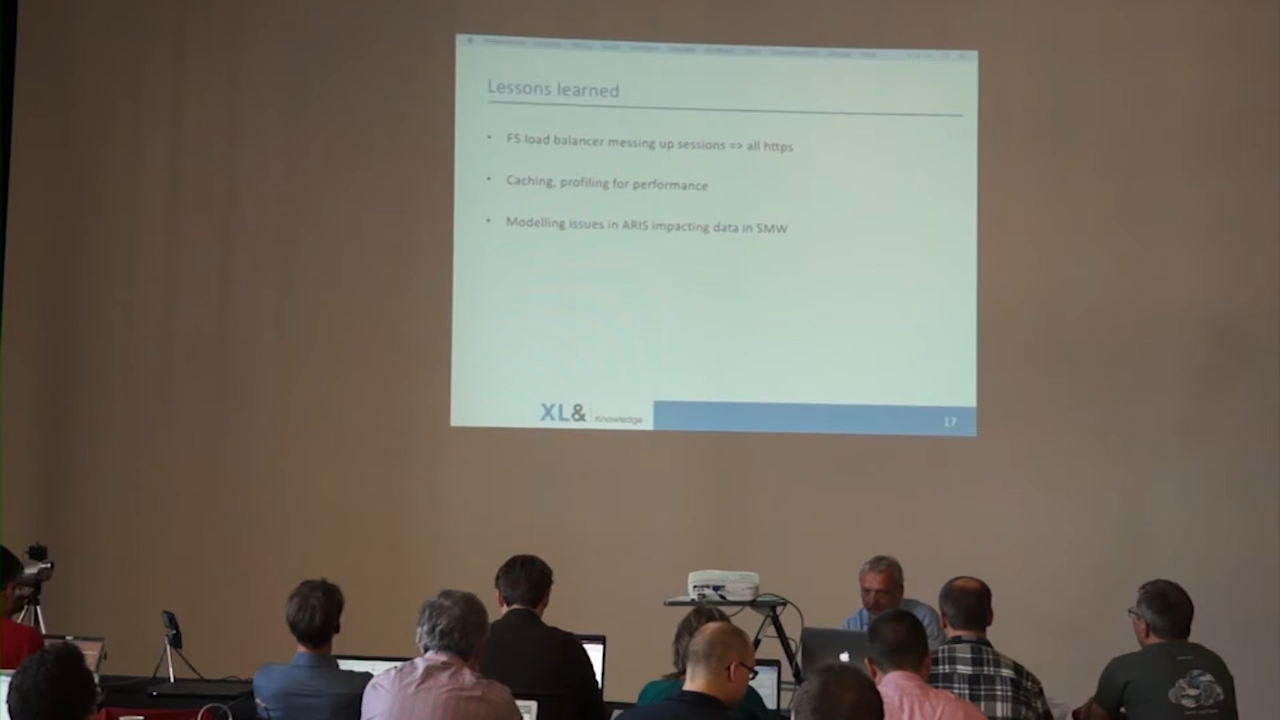 Lessons learned
• F5 load balancer messing up sessions => all https
• Caching, profiling for performance
• Modelling issues in ARIS impacting data in SMW
XL& Knowledge
17